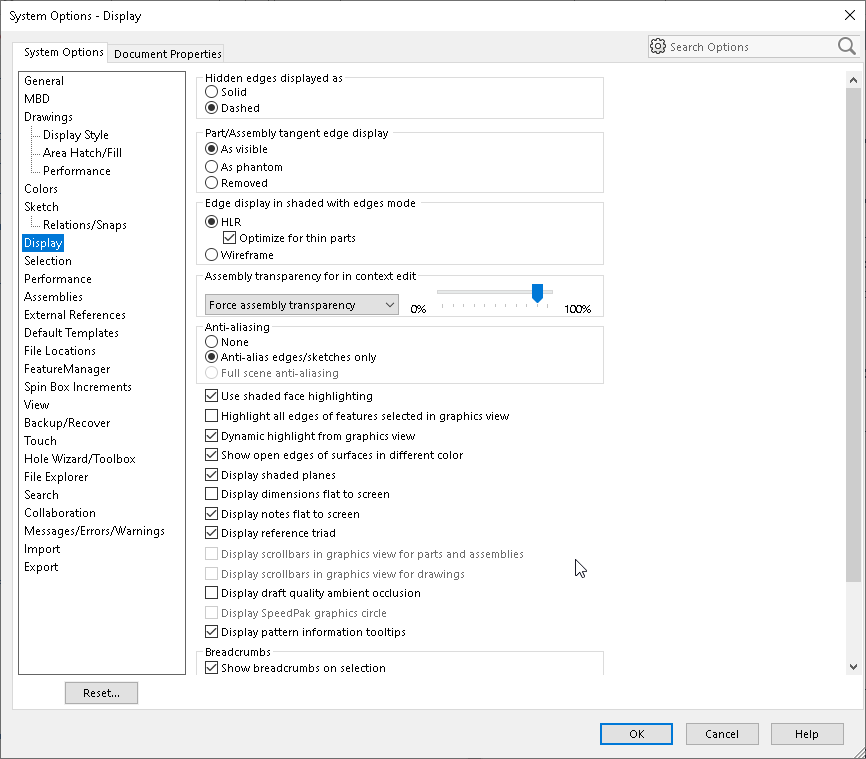 System Options - Display
System Options
Document Properties
Search Options
General
MBD
Drawings
Display Style
Area Hatch/Fill
Performance
Colors
Sketch
Relations/Snaps
Display
Selection
Performance
Assemblies
External References
Default Templates
File Locations
FeatureManager
Spin Box Increments
View
Backup/Recover
Touch
Hole Wizard/Toolbox
File Explorer
Search
Collaboration
Messages/Errors/Warnings
Import
Export
Reset...
Hidden edges displayed as
Solid
Dashed
Part/Assembly tangent edge display
As visible
As phantom
Removed
Edge display in shaded with edges mode
HLR
Optimize for thin parts
Wireframe
Assembly transparency for in context edit
Force assembly transparency
0%
100%
Anti-aliasing
None
Anti-alias edges/sketches only
Full scene anti-aliasing
Use shaded face highlighting
Highlight all edges of features selected in graphics view
Dynamic highlight from graphics view
Show open edges of surfaces in different color
Display shaded planes
Display dimensions flat to screen
Display notes flat to screen
Display reference triad
Display scrollbars in graphics view for parts and assemblies
Display scrollbars in graphics view for drawings
Display draft quality ambient occlusion
Display SpeedPak graphics circle
Display pattern information tooltips
Breadcrumbs
Show breadcrumbs on selection
OK
Cancel
Help